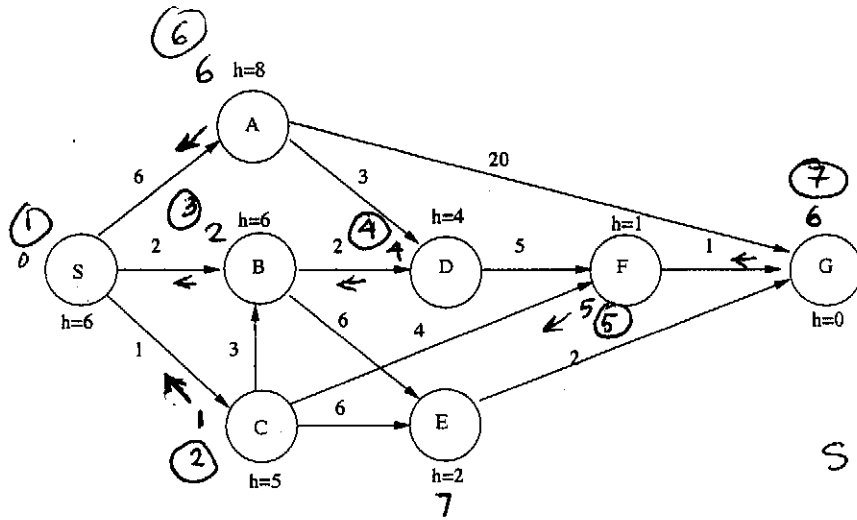 6
6 h=8
A
20
6 3 7
3 2 h=6 4 4 h=4 h=1 6
1
0 S 2 B 2 D 5 F 1 G
h=6 6 5 5 h=0
1 3 4 2
1 C 6 E
2 h=5 h=2 S
7